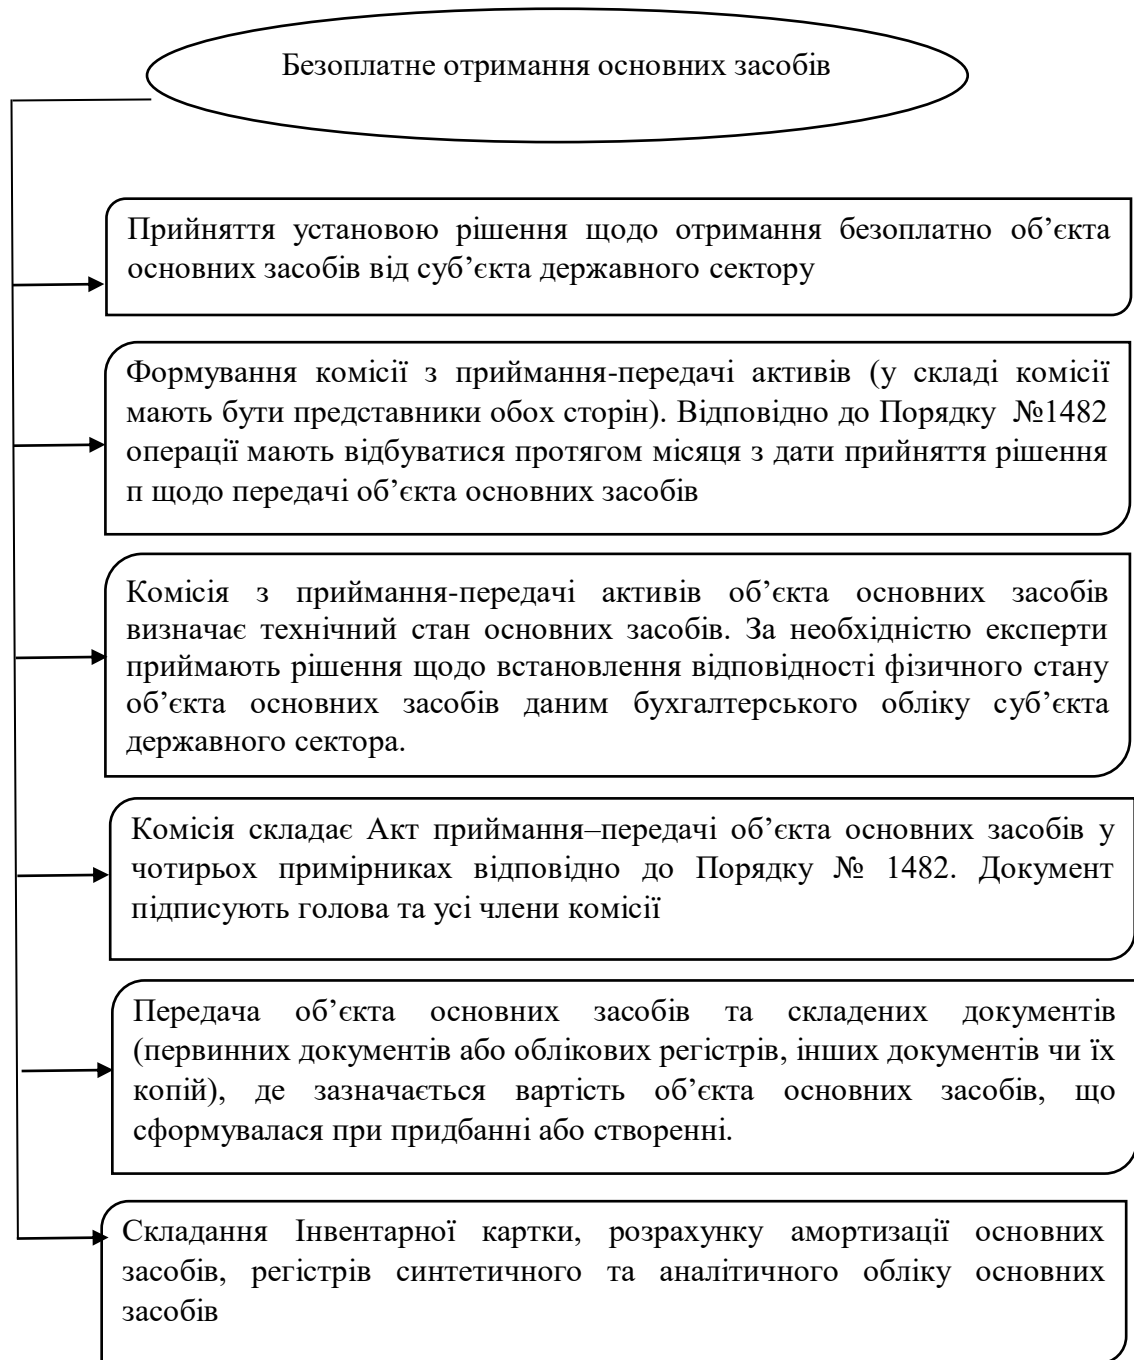 Безоплатне отримання основних засобів
Прийняття установою рішення щодо отримання безоплатно об’єкта
основних засобів від суб’єкта державного сектору
Формування комісії з приймання-передачі активів (у складі комісії
мають бути представники обох сторін). Відповідно до Порядку №1482
операції мають відбуватися протягом місяця з дати прийняття рішення
п щодо передачі об’єкта основних засобів
Комісія з приймання-передачі активів об’єкта основних засобів
визначає технічний стан основних засобів. За необхідністю експерти
приймають рішення щодо встановлення відповідності фізичного стану
об’єкта основних засобів даним бухгалтерського обліку суб’єкта
державного сектора.
Комісія складає Акт приймання–передачі об’єкта основних засобів у
чотирьох примірниках відповідно до Порядку № 1482. Документ
підписують голова та усі члени комісії
Передача об’єкта основних засобів та складених документів
(первинних документів або облікових регістрів, інших документів чи їх
копій), де зазначається вартість об’єкта основних засобів, що
сформувалася при придбанні або створенні.
Складання Інвентарної картки, розрахунку амортизації основних
засобів, регістрів синтетичного та аналітичного обліку основних
засобів